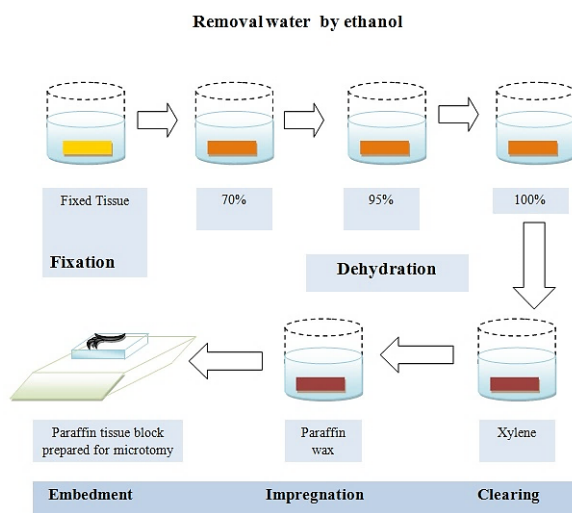 Removal water by ethanol
Fixed Tissue
70%
95%
100%
Fixation
Dehydration
Paraffin tissue block
prepared for microtomy
Paraffin
wax
Xylene
Embedment
Impregnation
Clearing